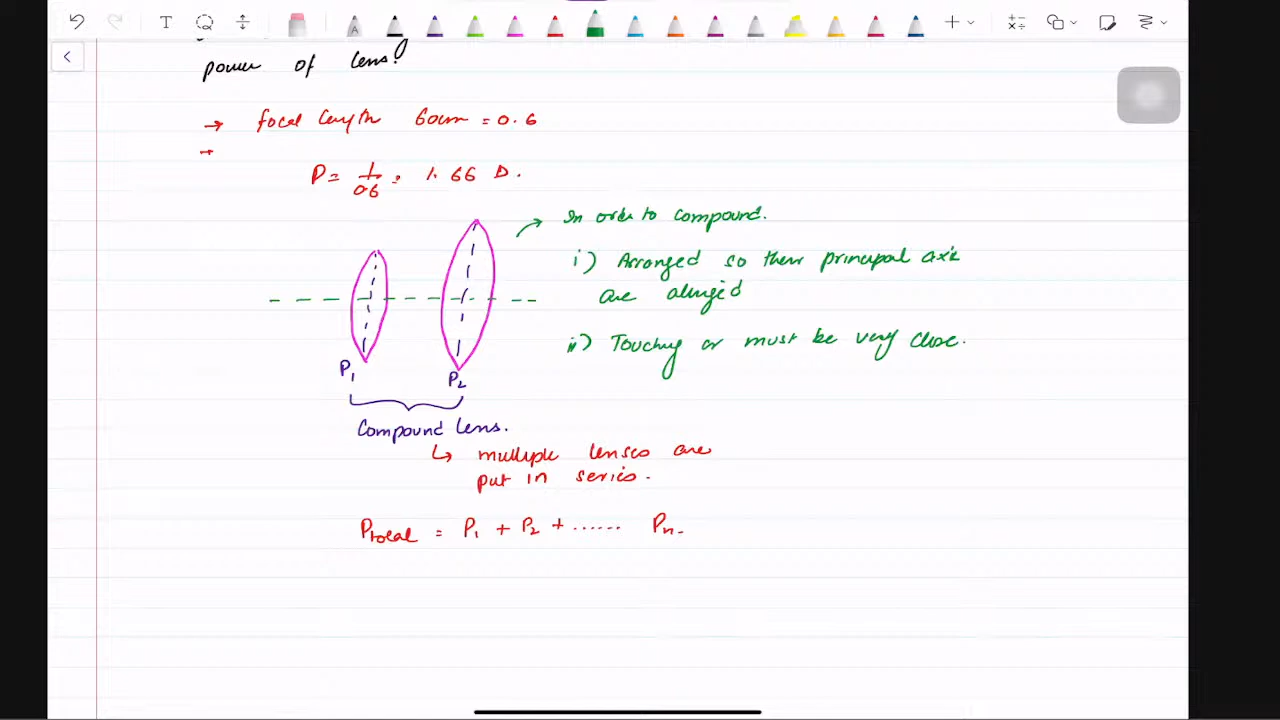 power of lens?
→ focal length 60cm = 0.6
→
P = 1/0.6 = 1.66 D.
→ In order to compound.
i) Arranged so their principal axis
are alinged
ii) Touching or must be very close.
P1 P2
Compound Lens.
↳ multiple lenses are
put in series.
Ptotal = P1 + P2 + ...... Pn.